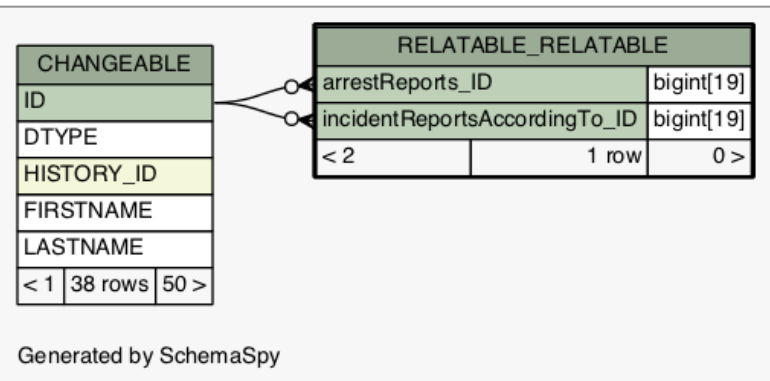 CHANGEABLE
ID
DTYPE
HISTORY_ID
FIRSTNAME
LASTNAME
< 1 38 rows 50 >
RELATABLE_RELATABLE
arrestReports_ID bigint[19]
incidentReportsAccordingTo_ID bigint[19]
< 2 1 row 0 >
Generated by SchemaSpy